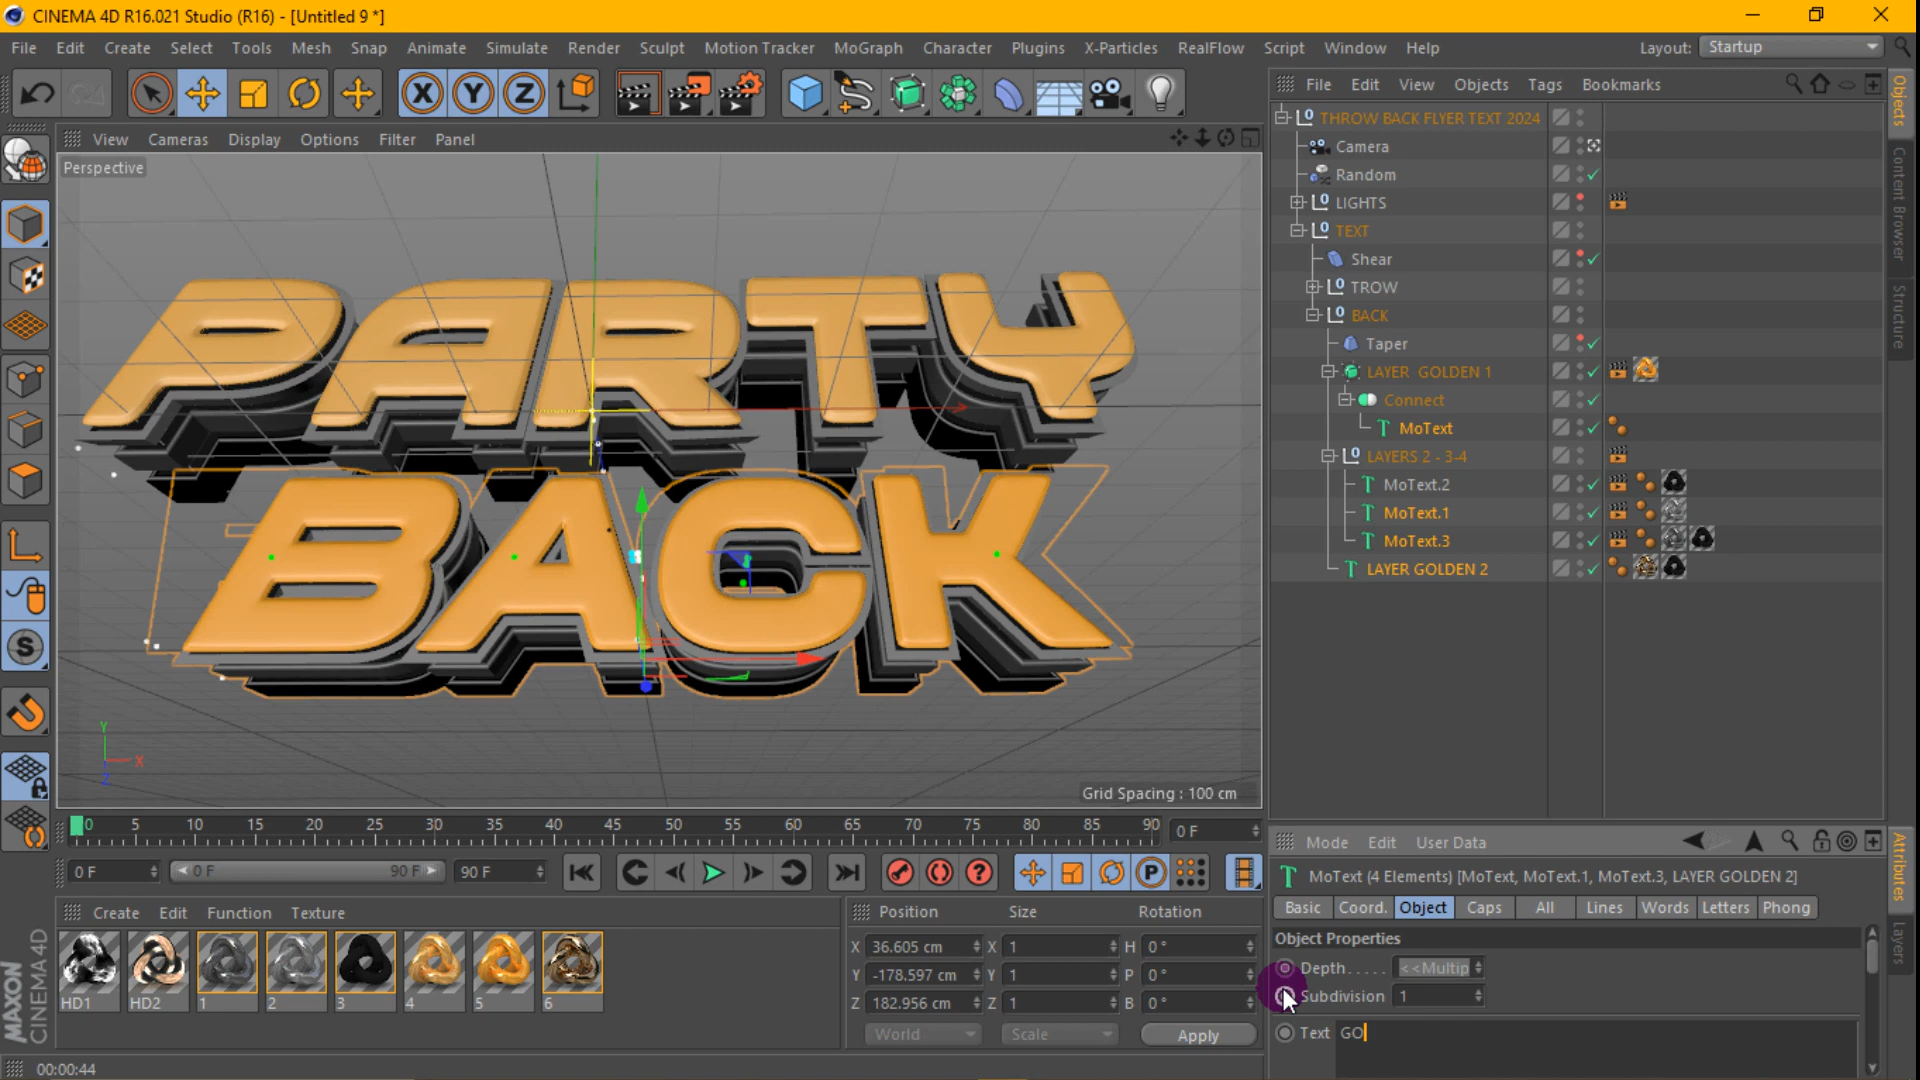 CINEMA 4D R16.021 Studio (R16) - [Untitled 9 *]
File Edit Create Select Tools Mesh Snap Animate Simulate Render Sculpt Motion Tracker MoGraph Character Plugins X-Particles RealFlow Script Window Help
Layout: Startup
X Y Z
File Edit View Objects Tags Bookmarks
View Cameras Display Options Filter Panel
Perspective
PARTY
BACK
Y
X
Z
Grid Spacing : 100 cm
THROW BACK FLYER TEXT 2024
Camera
Random
LIGHTS
TEXT
Shear
TROW
BACK
Taper
LAYER GOLDEN 1
Connect
MoText
LAYERS 2 - 3-4
MoText.2
MoText.1
MoText.3
LAYER GOLDEN 2
Objects
Content Browser
Structure
0 5 10 15 20 25 30 35 40 45 50 55 60 65 70 75 80 85 90
0 F
0 F
0 F 90 F
90 F
Create Edit Function Texture
HD1 HD2 1 2 3 4 5 6
MAXON
CINEMA 4D
Position Size Rotation
X 36.605 cm X 1 H 0 °
Y -178.597 cm Y 1 P 0 °
Z 182.956 cm Z 1 B 0 °
World Scale Apply
Mode Edit User Data
MoText (4 Elements) [MoText, MoText.1, MoText.3, LAYER GOLDEN 2]
Basic Coord. Object Caps All Lines Words Letters Phong
Object Properties
Depth..... <<Multip
Subdivision 1
Text GO
Attributes
Layers
00:00:44